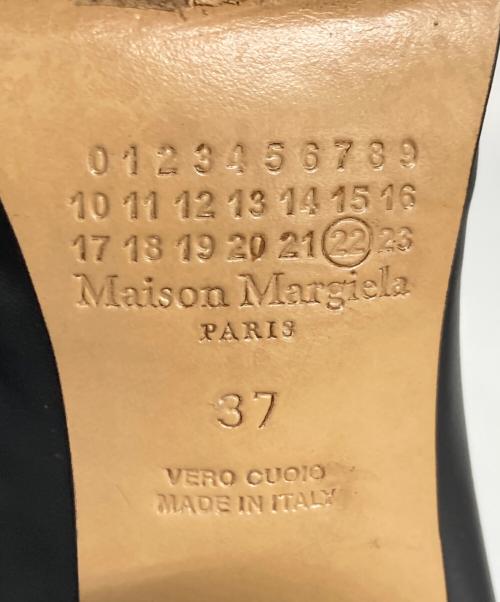 0 1 2 3 4 5 6 7 8 9
10 11 12 13 14 15 16
17 18 19 20 21 22 23
Maison Margiela
PARIS
37
VERO CUOIO
MADE IN ITALY